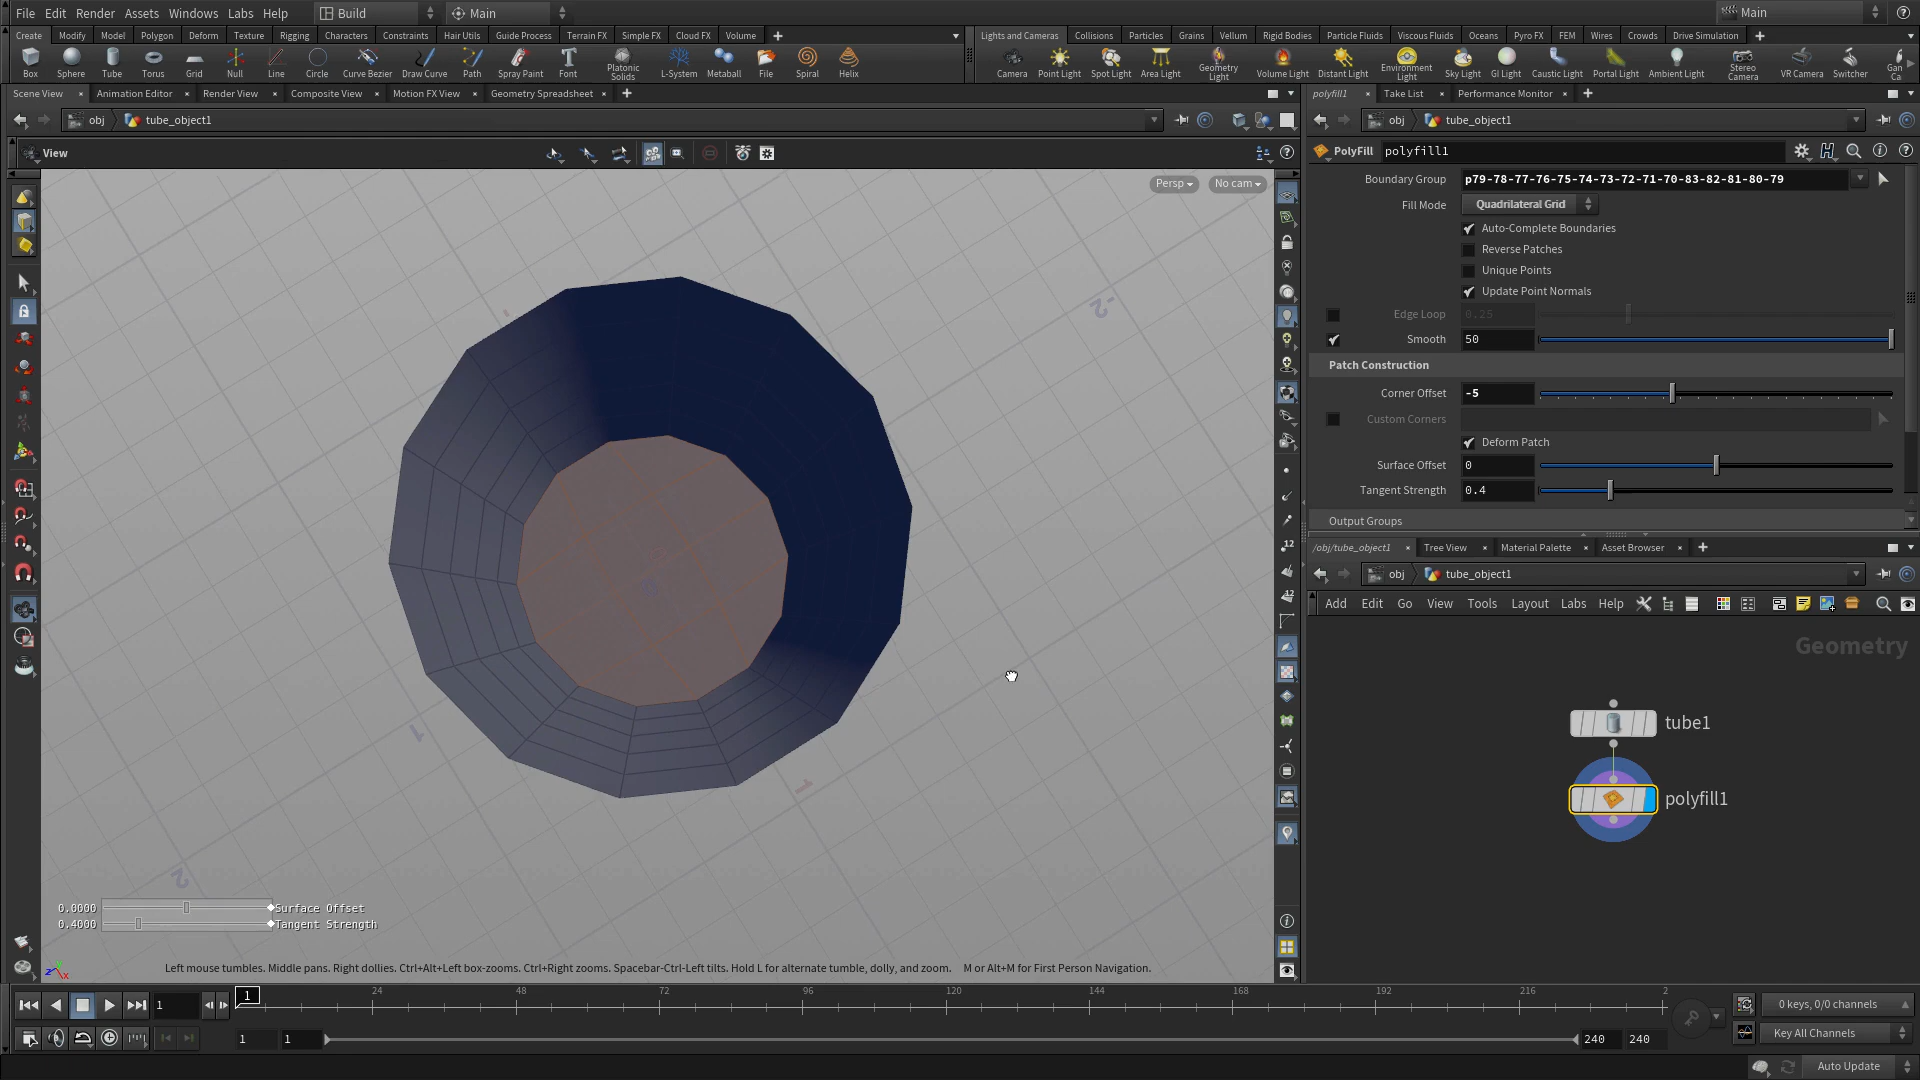 File Edit Render Assets Windows Labs Help Build Main Main
Create Modify Model Polygon Deform Texture Rigging Characters Constraints Hair Utils Guide Process Terrain FX Simple FX Cloud FX Volume
Lights and Cameras Collisions Particles Grains Vellum Rigid Bodies Particle Fluids Viscous Fluids Oceans Pyro FX FEM Wires Crowds Drive Simulation
Box Sphere Tube Torus Grid Null Line Circle Curve Bezier Draw Curve Path Spray Paint Font Platonic Solids L-System Metaball File Spiral Helix
Camera Point Light Spot Light Area Light Geometry Light Volume Light Distant Light Environment Light Sky Light GI Light Caustic Light Portal Light Ambient Light Stereo Camera VR Camera Switcher Gan Ca
Scene View Animation Editor Render View Composite View Motion FX View Geometry Spreadsheet
polyfill1 Take List Performance Monitor
obj tube_object1
obj tube_object1
View
PolyFill polyfill1
Persp No cam
Boundary Group p79-78-77-76-75-74-73-72-71-70-83-82-81-80-79
Fill Mode Quadrilateral Grid
Auto-Complete Boundaries
Reverse Patches
Unique Points
Update Point Normals
Edge Loop 0.25
Smooth 50
Patch Construction
Corner Offset -5
Custom Corners
Deform Patch
Surface Offset 0
Tangent Strength 0.4
Output Groups
/obj/tube_object1 Tree View Material Palette Asset Browser
obj tube_object1
Add Edit Go View Tools Layout Labs Help
Geometry
tube1
polyfill1
-2
1
1
2
12
12
0.0000 Surface Offset
0.4000 Tangent Strength
z x
Left mouse tumbles. Middle pans. Right dollies. Ctrl+Alt+Left box-zooms. Ctrl+Right zooms. Spacebar-Ctrl-Left tilts. Hold L for alternate tumble, dolly, and zoom. M or Alt+M for First Person Navigation.
1 1 24 48 72 96 120 144 168 192 216 2
0 keys, 0/0 channels
1 1 240 240
Key All Channels
Auto Update